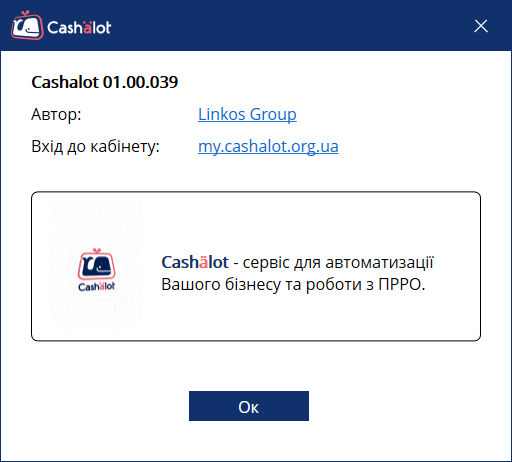 Cashälot
Cashalot 01.00.039
Автор: Linkos Group
Вхід до кабінету: my.cashalot.org.ua
Cashälot
Cashälot - сервіс для автоматизації
Вашого бізнесу та роботи з ПРРО.
Ок